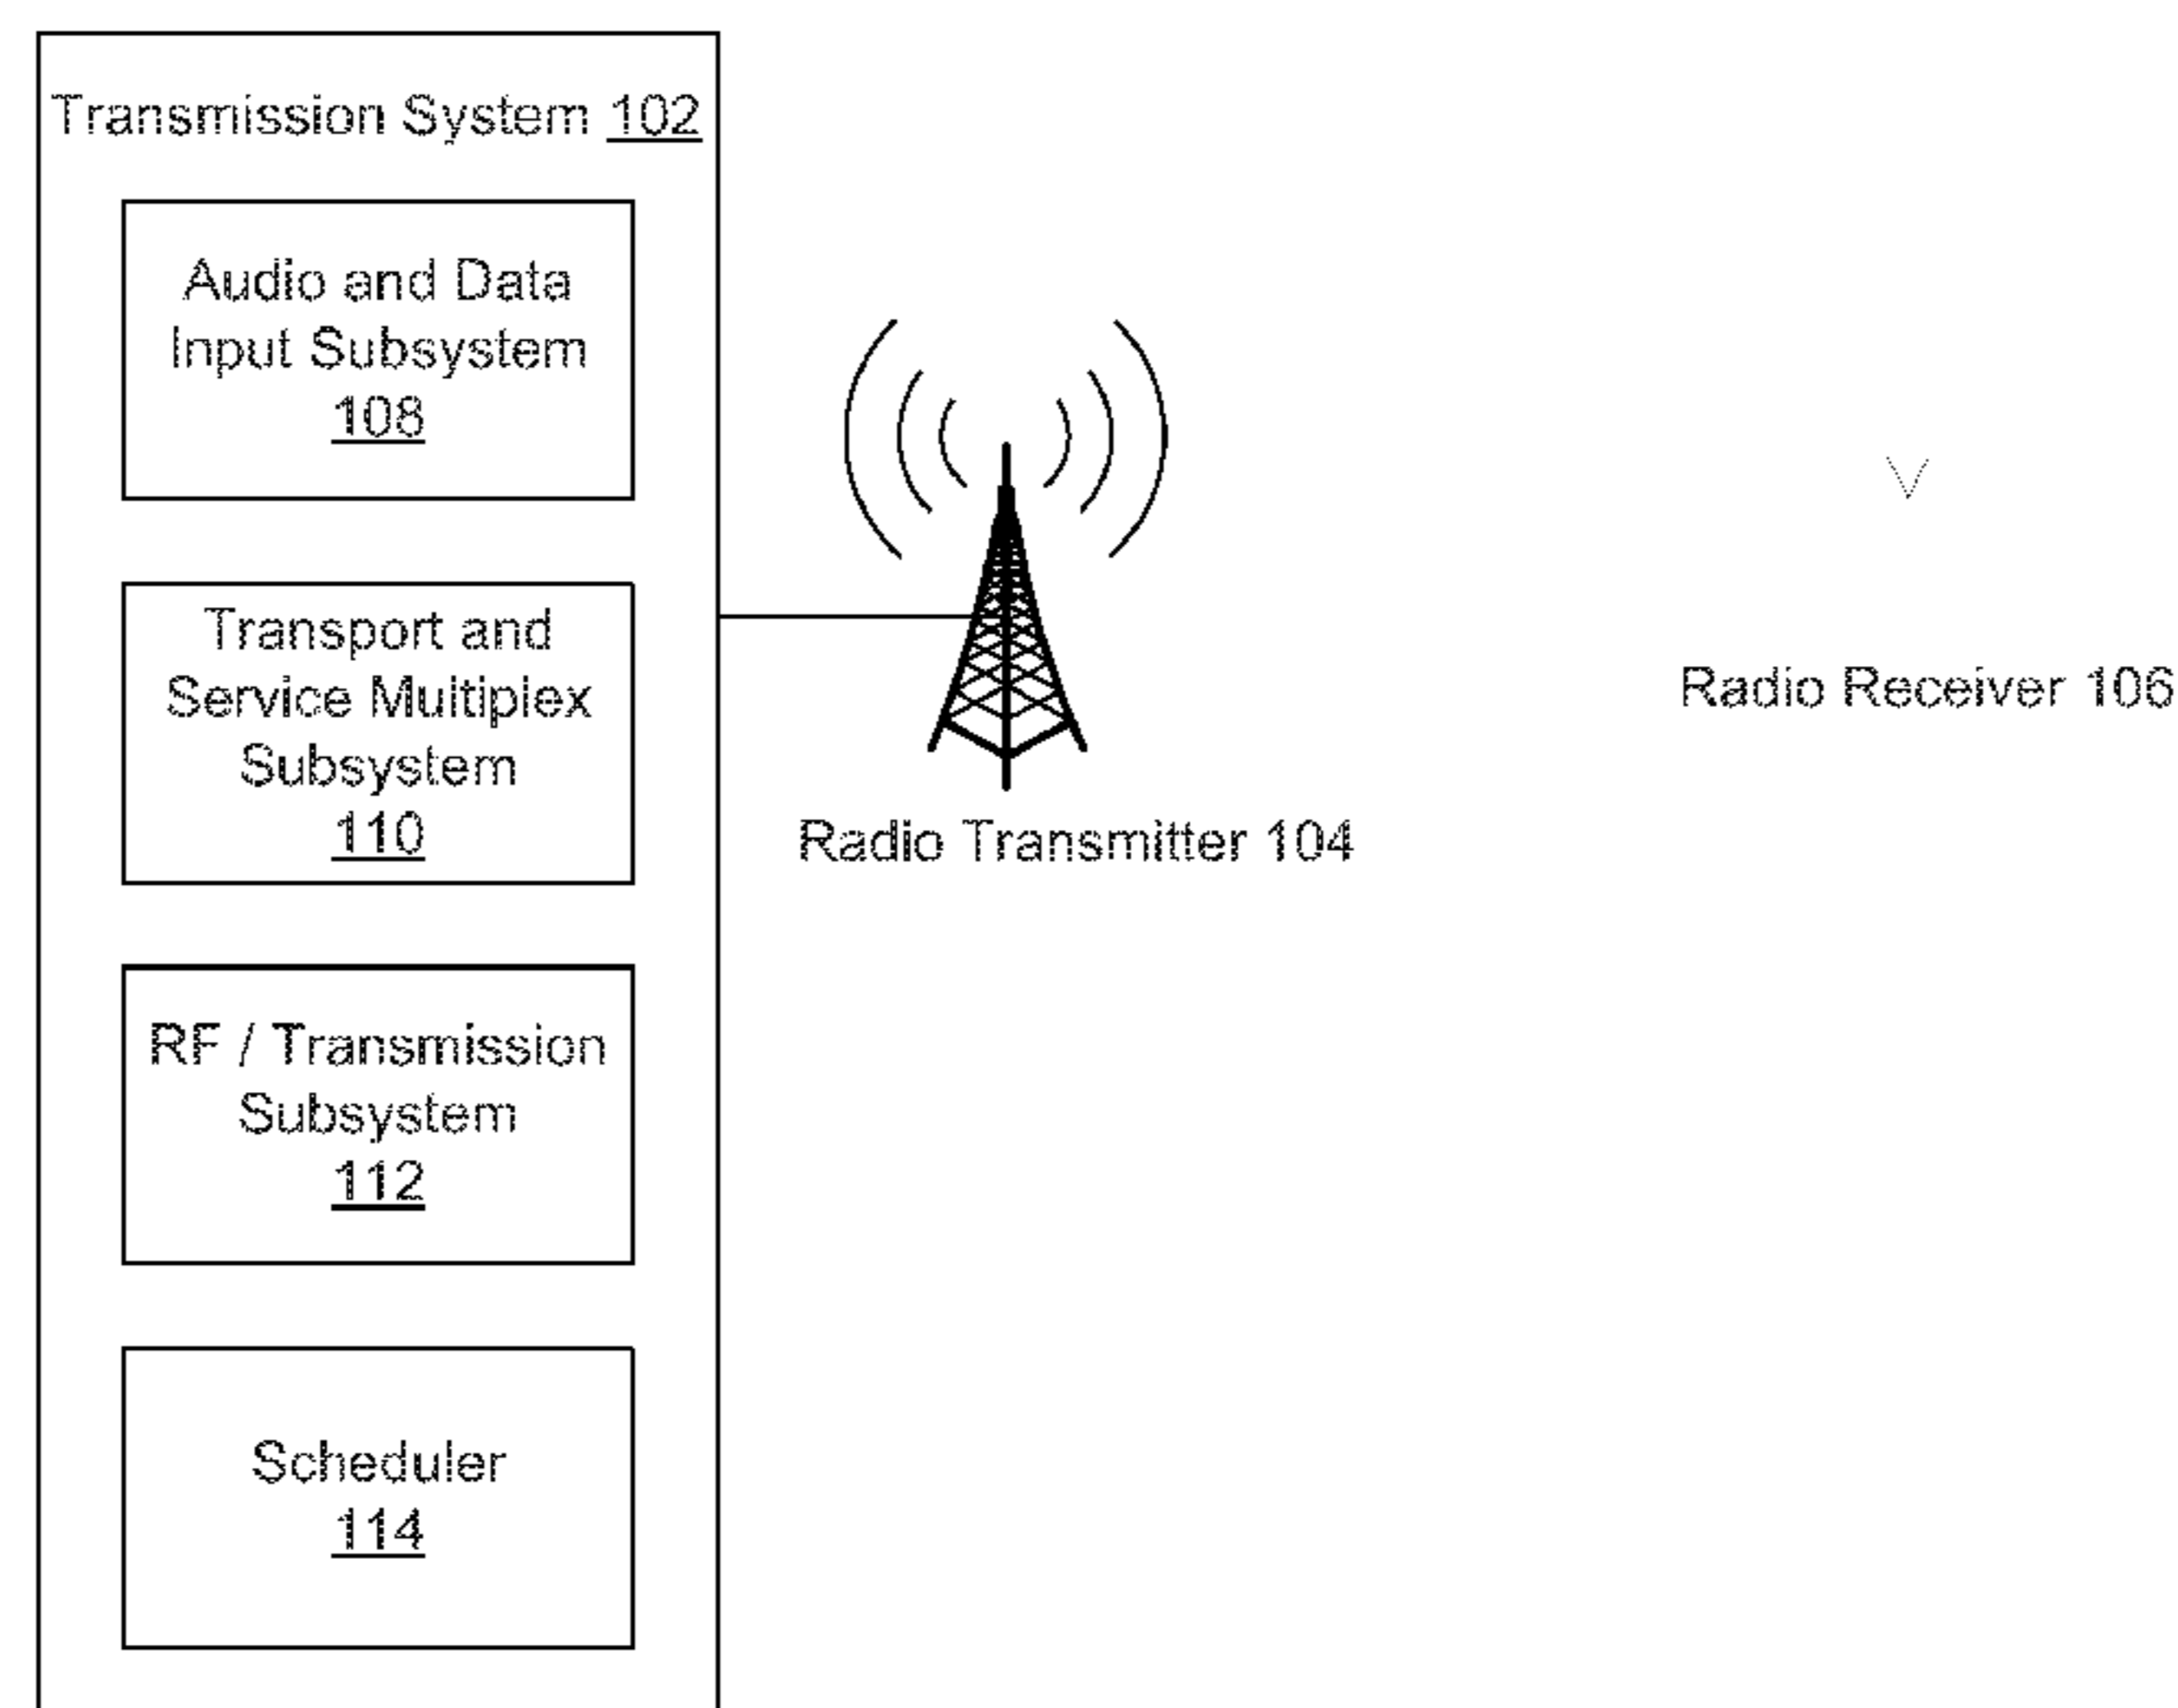 Transmission System 102
Audio and Data
Input Subsystem
108
Transport and
Service Multiplex
Subsystem
110
RF / Transmission
Subsystem
112
Scheduler
114
Radio Transmitter 104
Radio Receiver 106